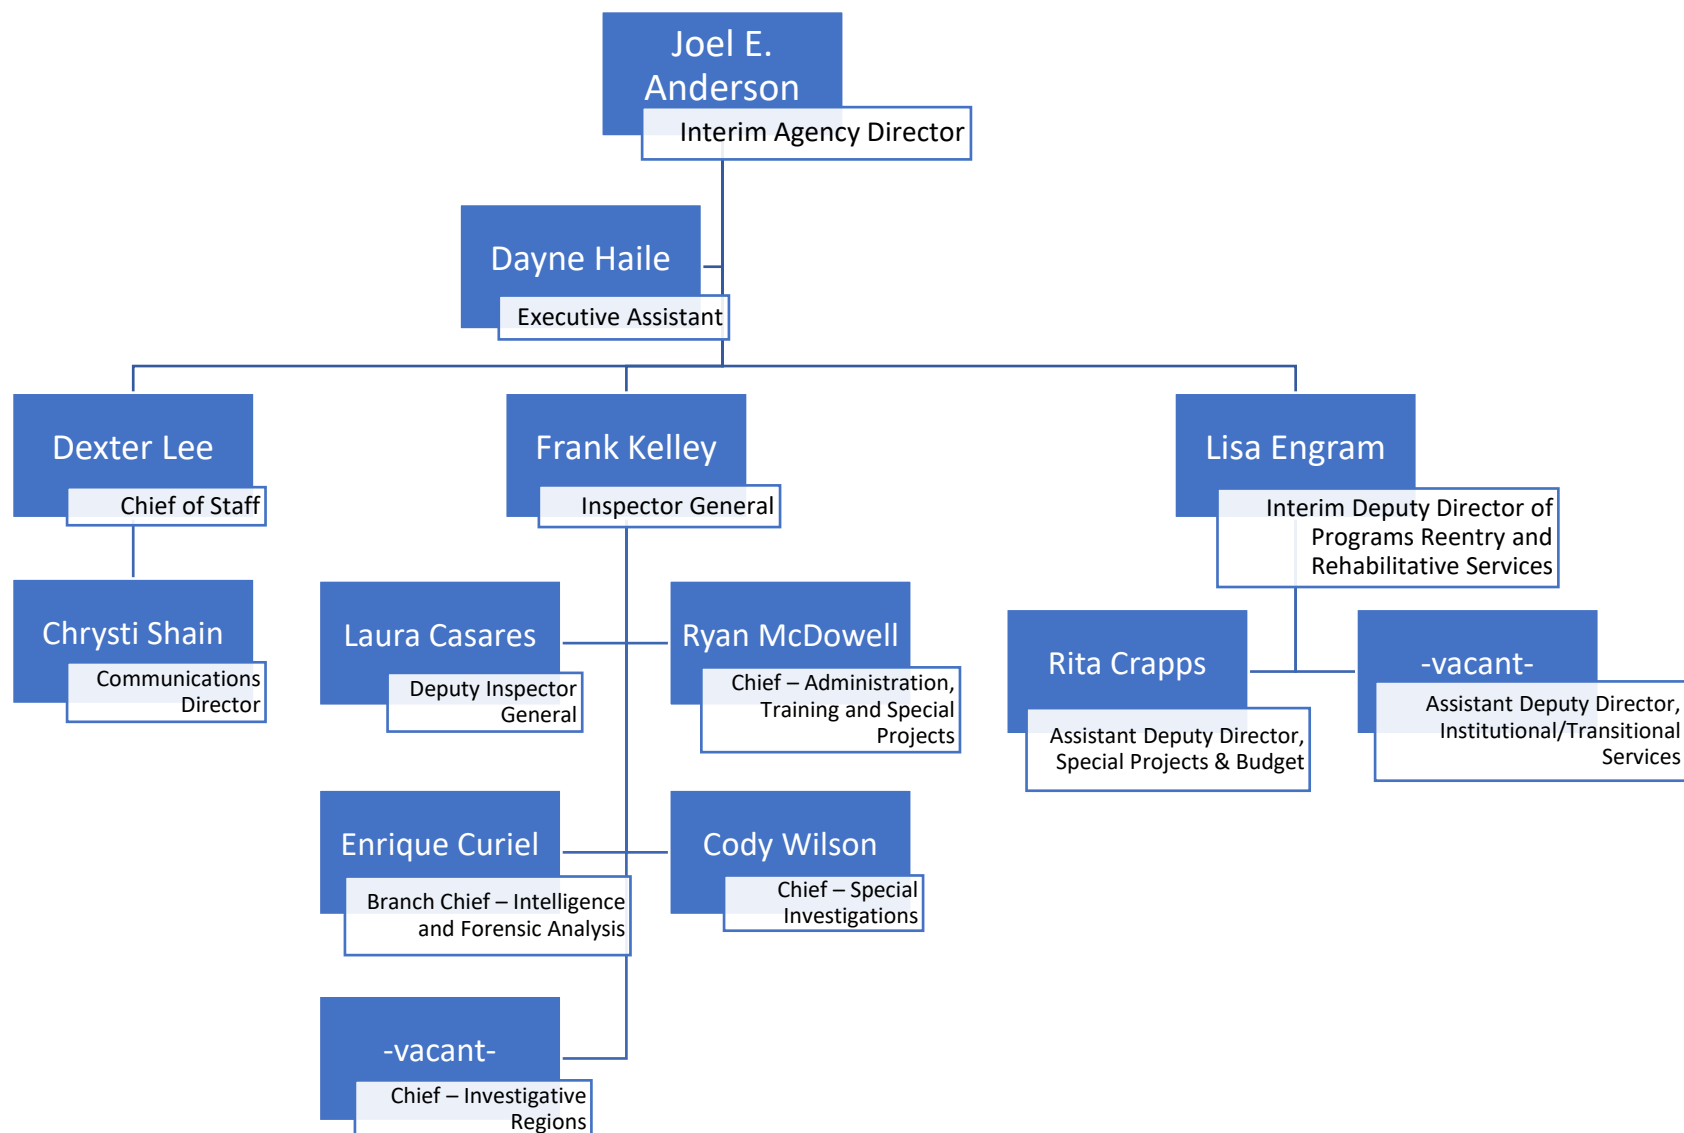 Joel E.
Anderson
Interim Agency Director
Dayne Haile
Executive Assistant
Dexter Lee
Chief of Staff
Frank Kelley
Inspector General
Lisa Engram
Interim Deputy Director of
Programs Reentry and
Rehabilitative Services
Chrysti Shain
Communications
Director
Laura Casares
Deputy Inspector
General
Ryan McDowell
Chief – Administration,
Training and Special
Projects
Rita Crapps
Assistant Deputy Director,
Special Projects & Budget
-vacant-
Assistant Deputy Director,
Institutional/Transitional
Services
Enrique Curiel
Branch Chief – Intelligence
and Forensic Analysis
Cody Wilson
Chief – Special
Investigations
-vacant-
Chief – Investigative
Regions